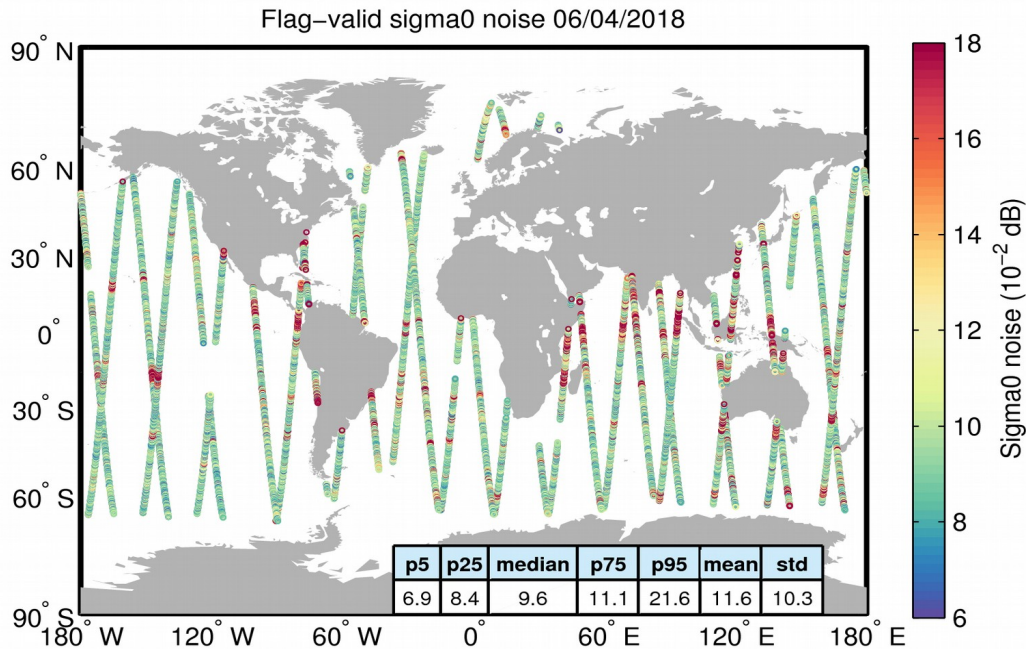 Flag−valid sigma0 noise 06/04/2018
90° N
60° N
30° N
0°
30° S
60° S
90° S
180° W
120° W
60° W
0°
60° E
120° E
180° E
p5 p25 median p75 p95 mean std
6.9 8.4 9.6 11.1 21.6 11.6 10.3
18
16
14
12
10
8
6
Sigma0 noise (10⁻² dB)